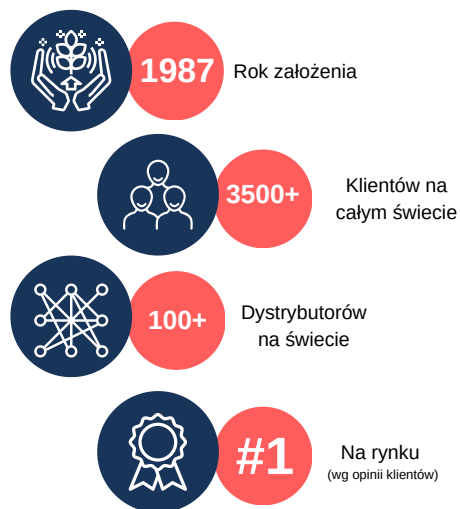 1987
Rok założenia
3500+
Klientów na
całym świecie
100+
Dystrybutorów
na świecie
#1
Na rynku
(wg opinii klientów)